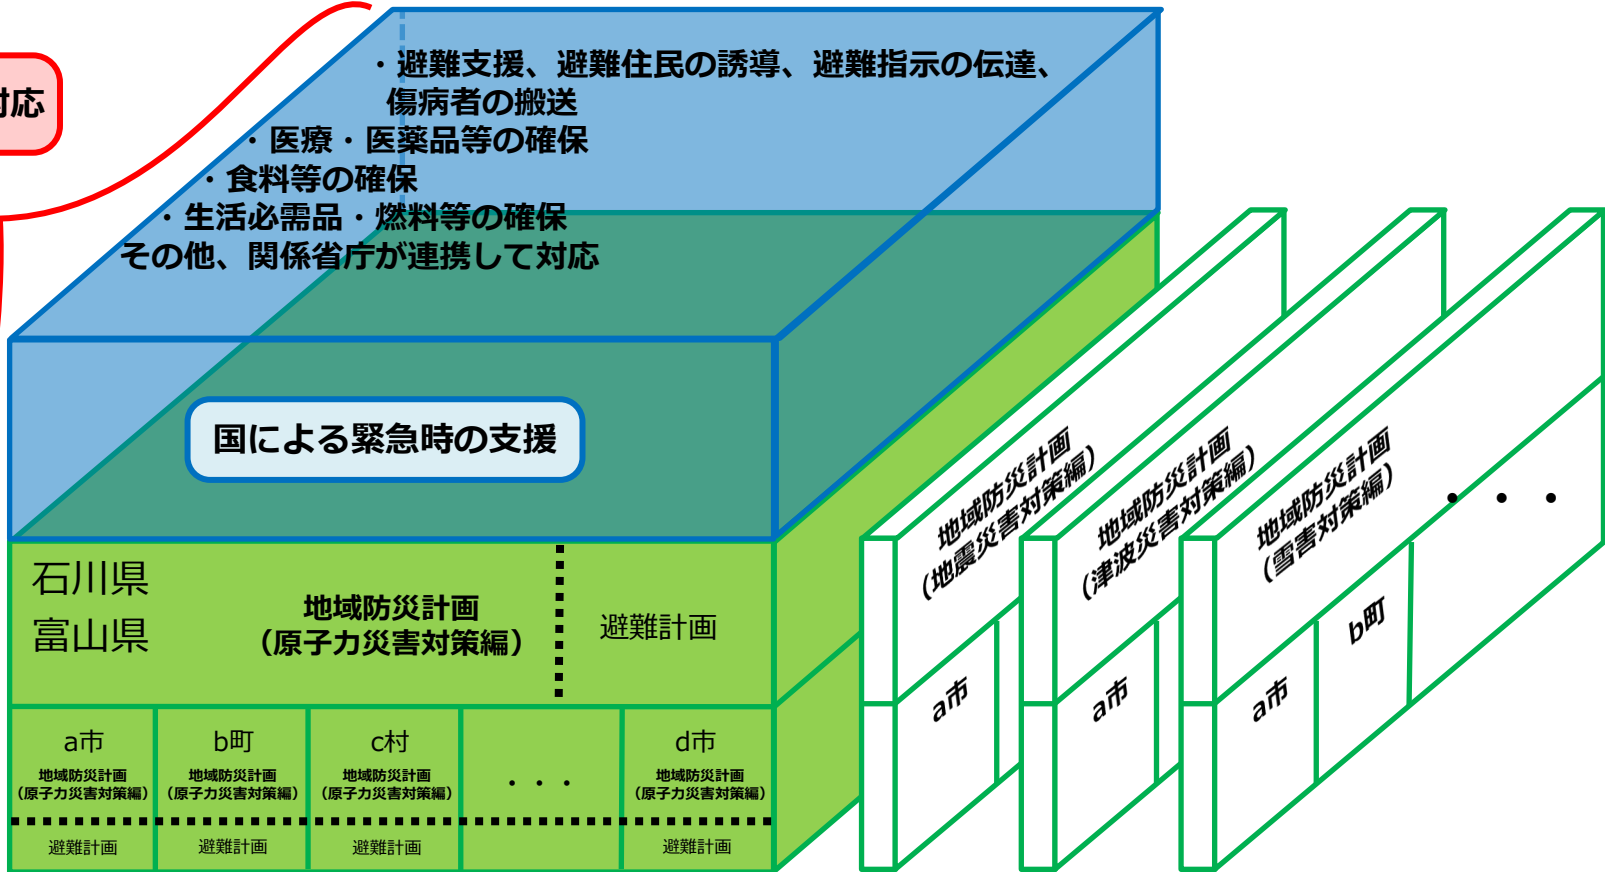 対応
・避難支援、避難住民の誘導、避難指示の伝達、
傷病者の搬送
・医療・医薬品等の確保
・食料等の確保
・生活必需品・燃料等の確保
その他、関係省庁が連携して対応
国による緊急時の支援
石川県
富山県
地域防災計画
（原子力災害対策編）
避難計画
a市
地域防災計画
（原子力災害対策編）
避難計画
b町
地域防災計画
（原子力災害対策編）
避難計画
c村
地域防災計画
（原子力災害対策編）
避難計画
・・・
d市
地域防災計画
（原子力災害対策編）
避難計画
地域防災計画
（地震災害対策編）
a市
地域防災計画
（津波災害対策編）
a市
地域防災計画
（雪害対策編）
a市
b町
・・・